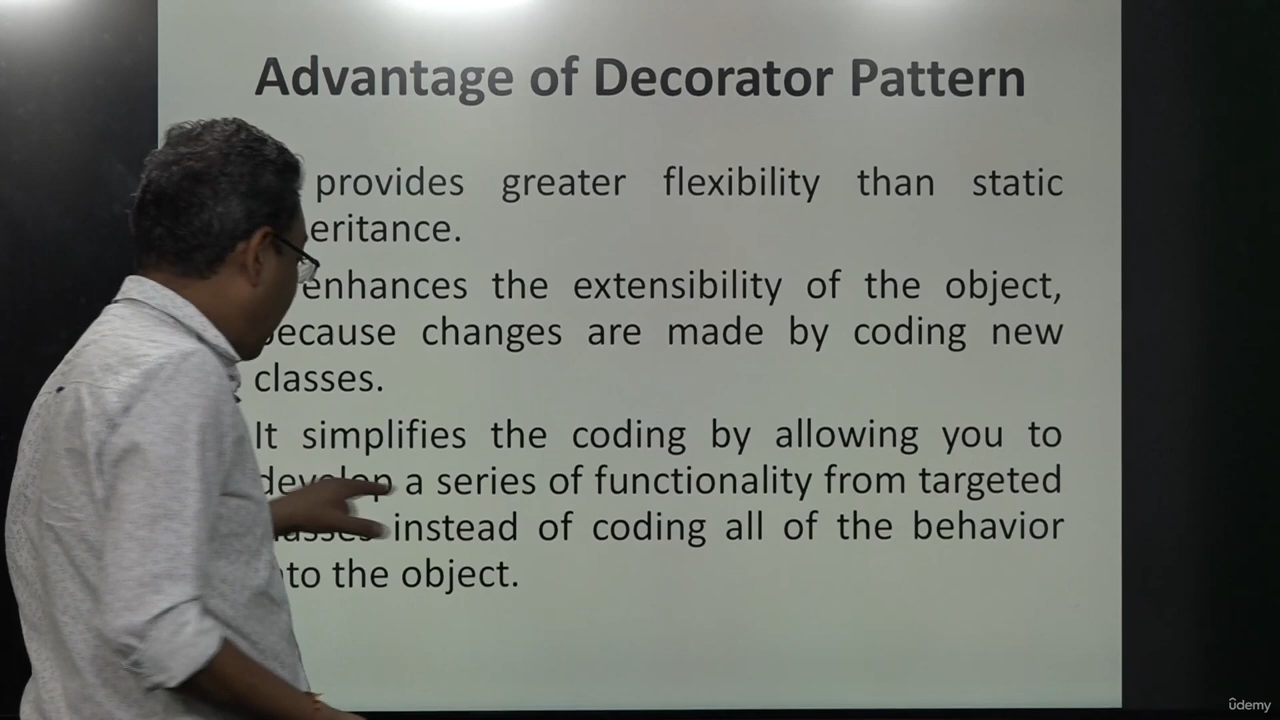 Advantage of Decorator Pattern
provides greater flexibility than static
eritance.
enhances the extensibility of the object,
because changes are made by coding new
classes.
It simplifies the coding by allowing you to
develop a series of functionality from targeted
classes instead of coding all of the behavior
into the object.
ûdemy